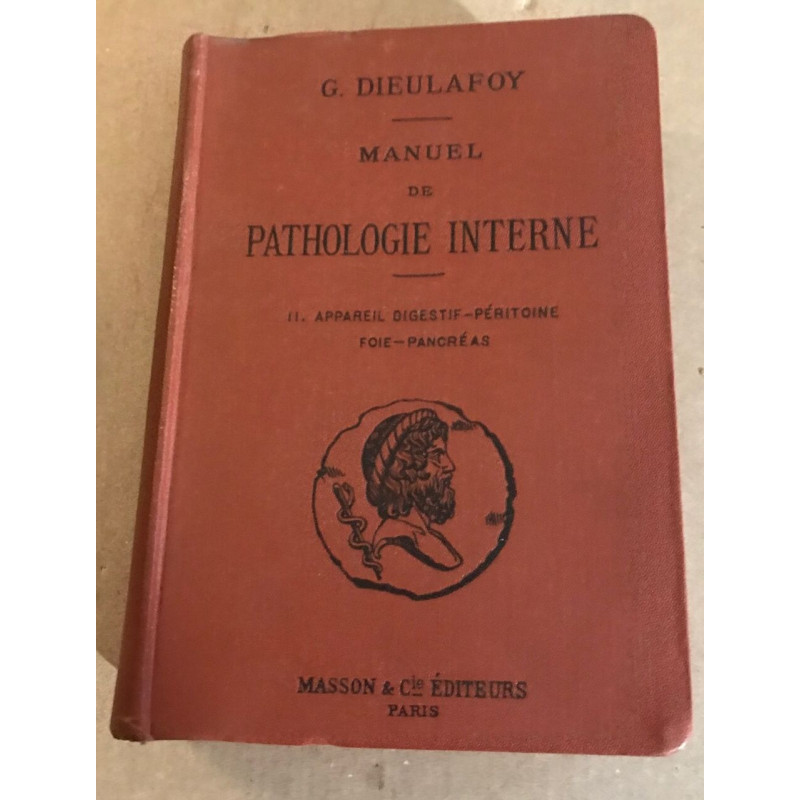 G. DIEULAFOY
MANUEL
DE
PATHOLOGIE INTERNE
II. APPAREIL DIGESTIF-PÉRITOINE
FOIE-PANCRÉAS
MASSON & Cie ÉDITEURS
PARIS